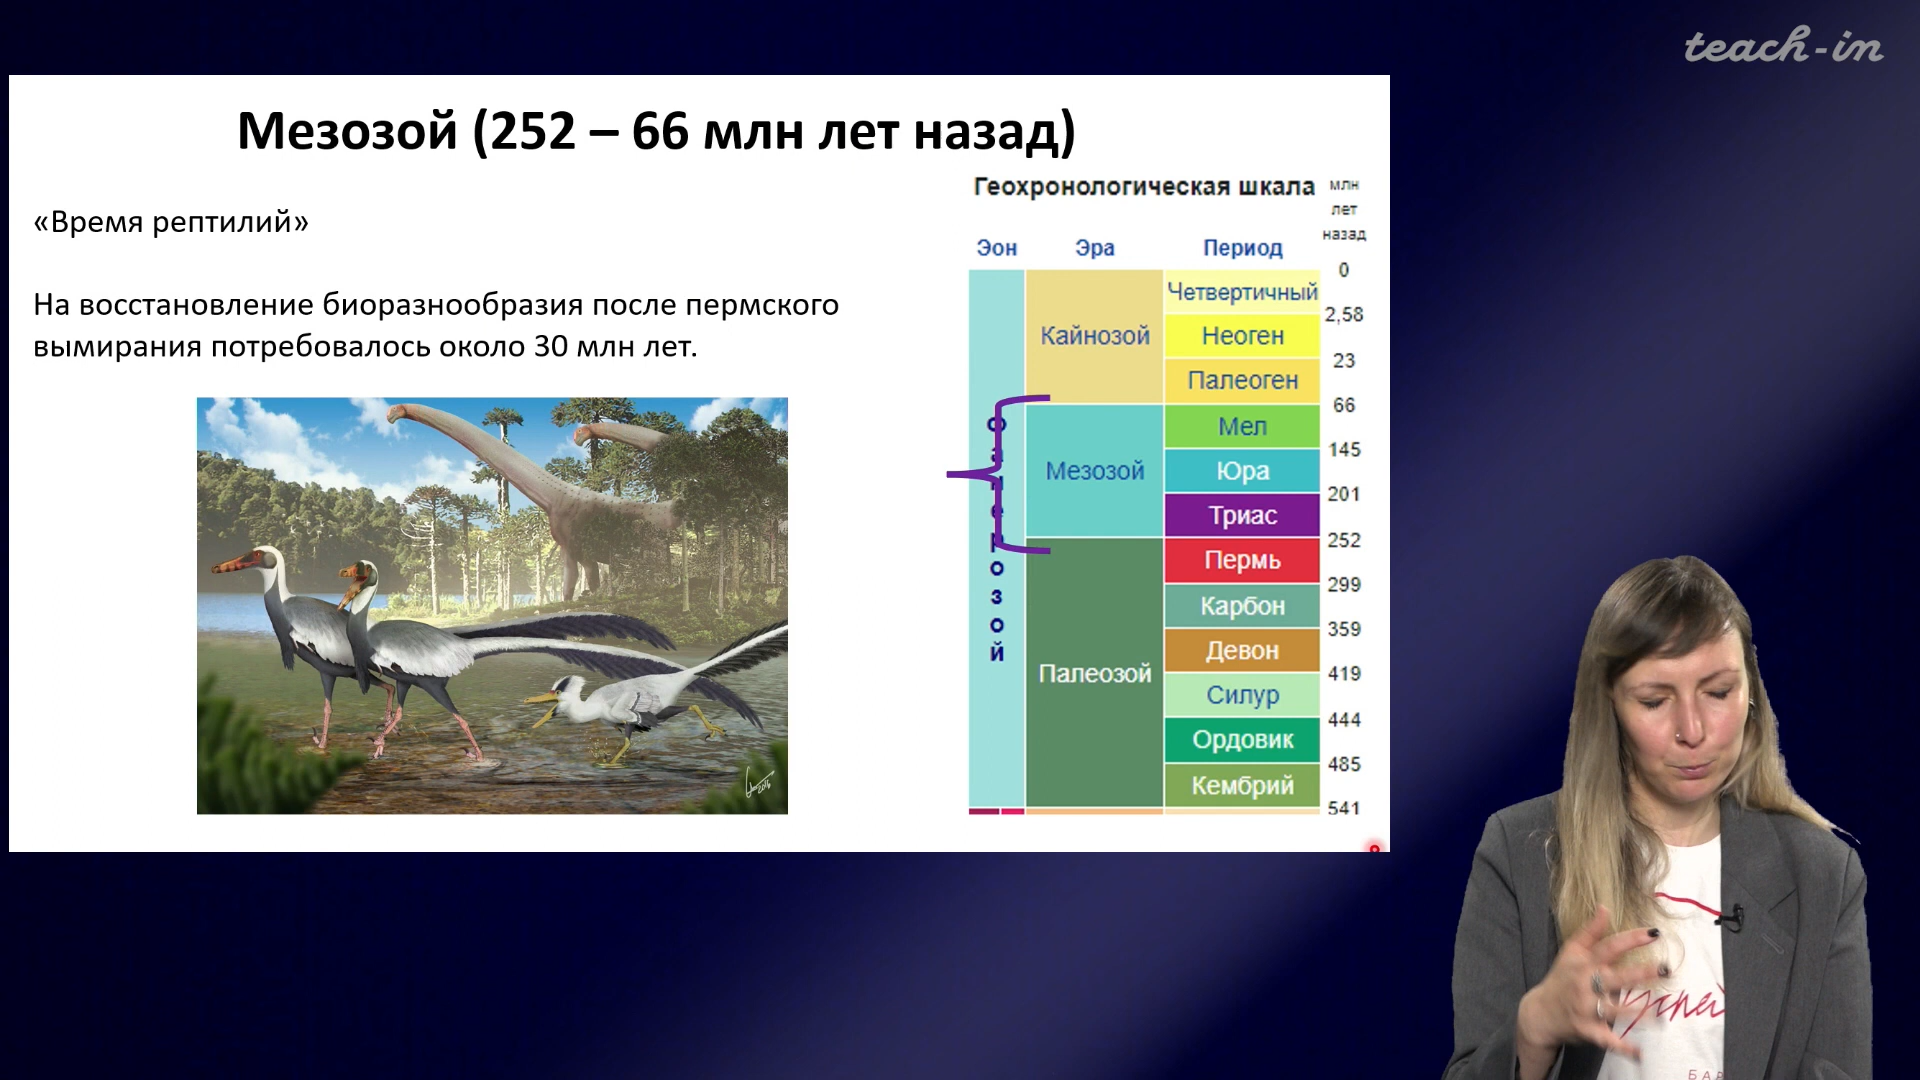 teach-in
Мезозой (252 – 66 млн лет назад)
«Время рептилий»
На восстановление биоразнообразия после пермского
вымирания потребовалось около 30 млн лет.
Геохронологическая шкала
млн
лет
назад
Эон Эра Период
0
Четвертичный
2,58
Кайнозой Неоген
23
Палеоген
66
Мел
145
Мезозой Юра
201
Триас
252
Пермь
299
Карбон
359
Девон
419
Палеозой
Силур
444
Ордовик
485
Кембрий
541
Фанерозой
2016
БАР